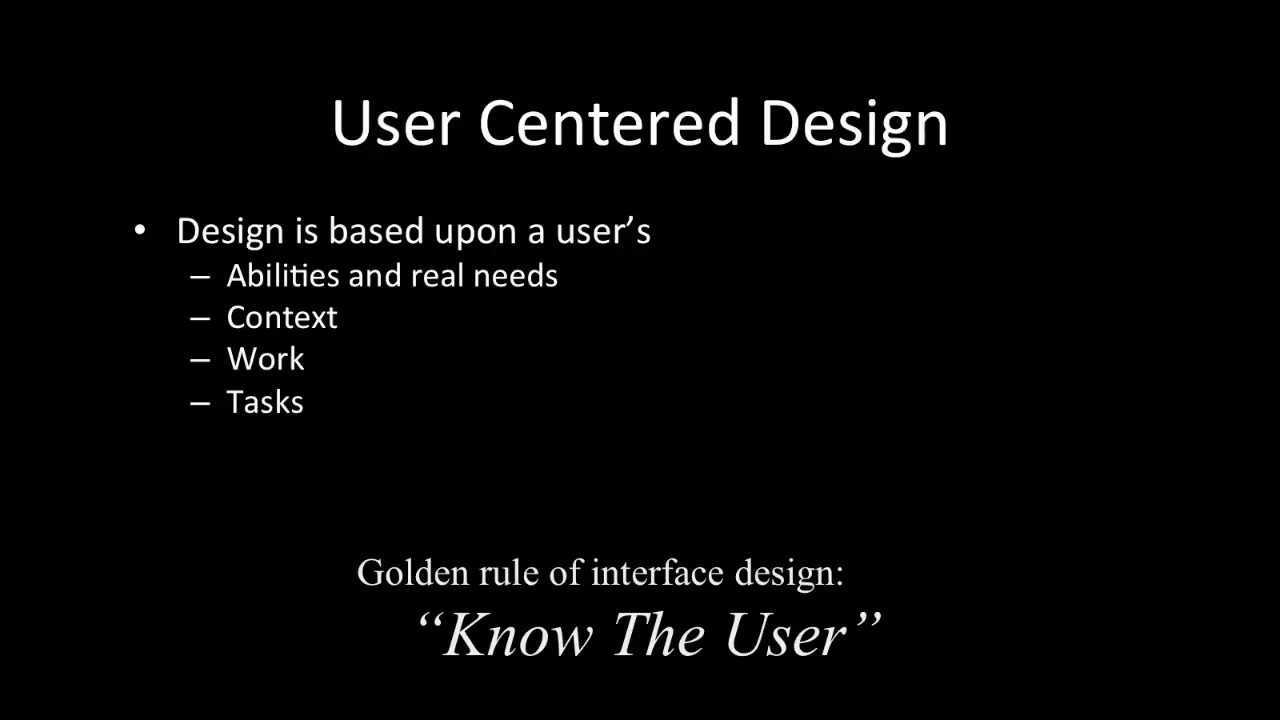 User Centered Design
• Design is based upon a user’s
– Abilities and real needs
– Context
– Work
– Tasks
Golden rule of interface design:
“Know The User”